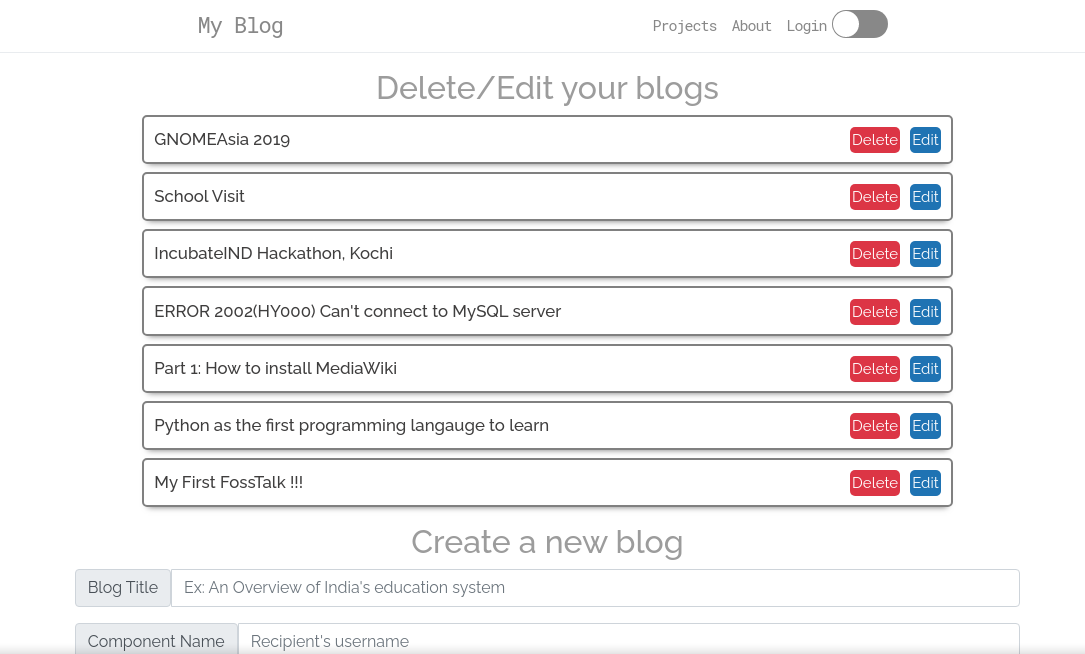 My Blog Projects About Login
Delete/Edit your blogs
GNOMEAsia 2019 Delete Edit
School Visit Delete Edit
IncubateIND Hackathon, Kochi Delete Edit
ERROR 2002(HY000) Can't connect to MySQL server Delete Edit
Part 1: How to install MediaWiki Delete Edit
Python as the first programming langauge to learn Delete Edit
My First FossTalk !!! Delete Edit
Create a new blog
Blog Title Ex: An Overview of India's education system
Component Name Recipient's username